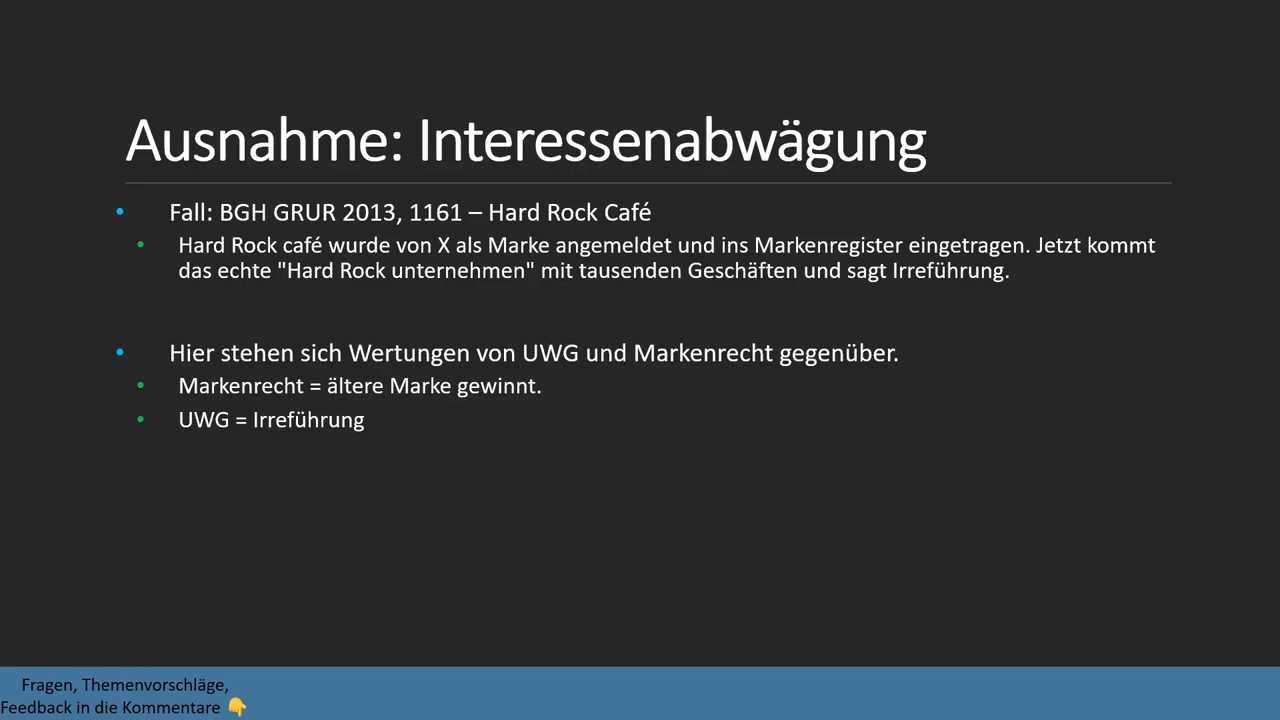 Ausnahme: Interessenabwägung
• Fall: BGH GRUR 2013, 1161 – Hard Rock Café
• Hard Rock café wurde von X als Marke angemeldet und ins Markenregister eingetragen. Jetzt kommt
das echte "Hard Rock unternehmen" mit tausenden Geschäften und sagt Irreführung.
• Hier stehen sich Wertungen von UWG und Markenrecht gegenüber.
• Markenrecht = ältere Marke gewinnt.
• UWG = Irreführung
Fragen, Themenvorschläge,
Feedback in die Kommentare 👇